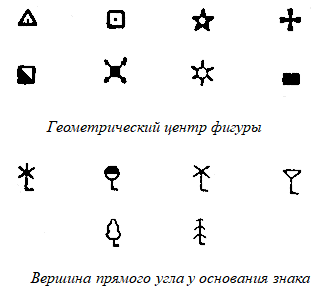 Геометрический центр фигуры
Вершина прямого угла у основания знака